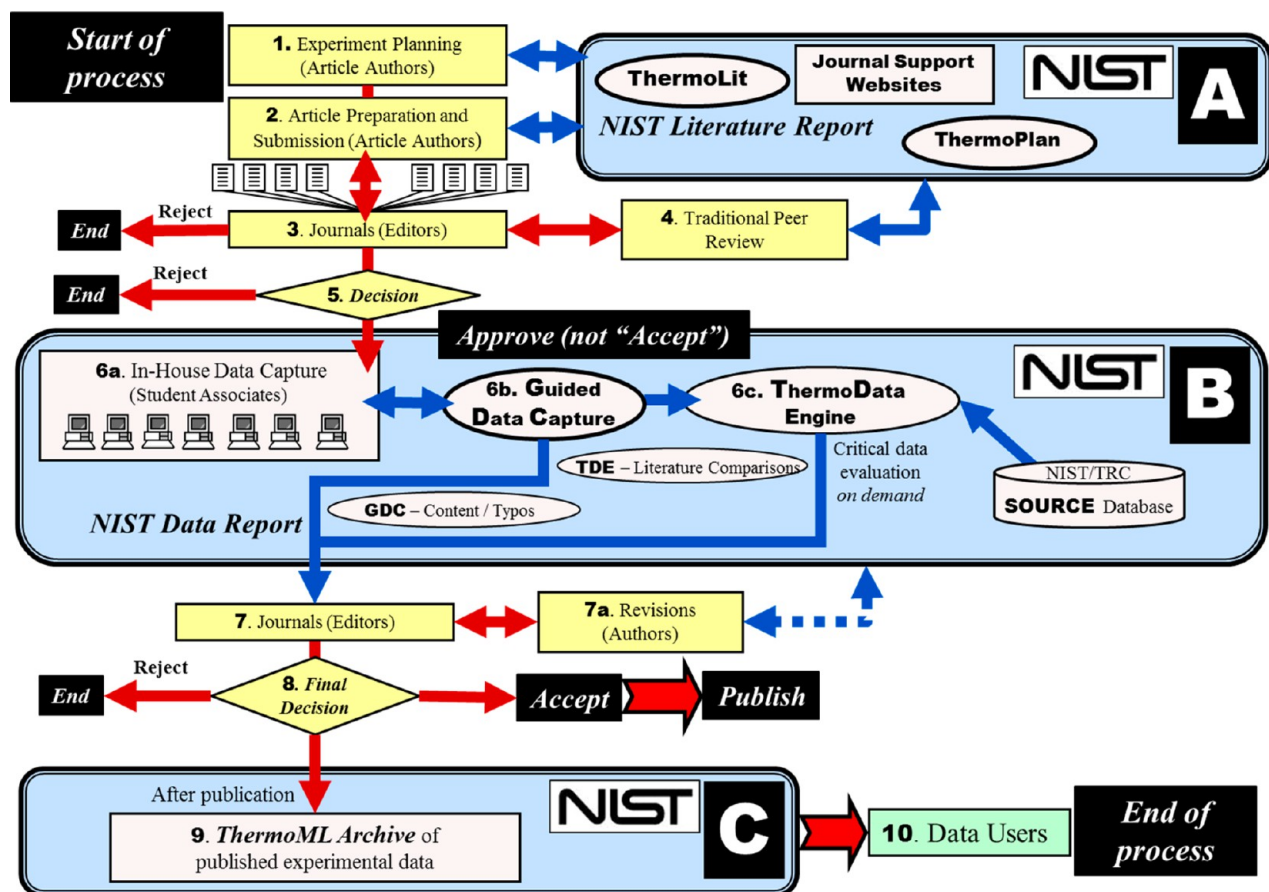 Start of
process
1. Experiment Planning
(Article Authors)
2. Article Preparation and
Submission (Article Authors)
ThermoLit
Journal Support
Websites
NIST
A
NIST Literature Report
ThermoPlan
End
Reject
3. Journals (Editors)
4. Traditional Peer
Review
End
Reject
5. Decision
Approve (not “Accept”)
6a. In-House Data Capture
(Student Associates)
6b. Guided
Data Capture
6c. ThermoData
Engine
NIST
B
TDE – Literature Comparisons
Critical data
evaluation
on demand
NIST/TRC
SOURCE Database
GDC – Content / Typos
NIST Data Report
7. Journals (Editors)
7a. Revisions
(Authors)
End
Reject
8. Final
Decision
Accept
Publish
After publication
9. ThermoML Archive of
published experimental data
NIST
C
10. Data Users
End of
process